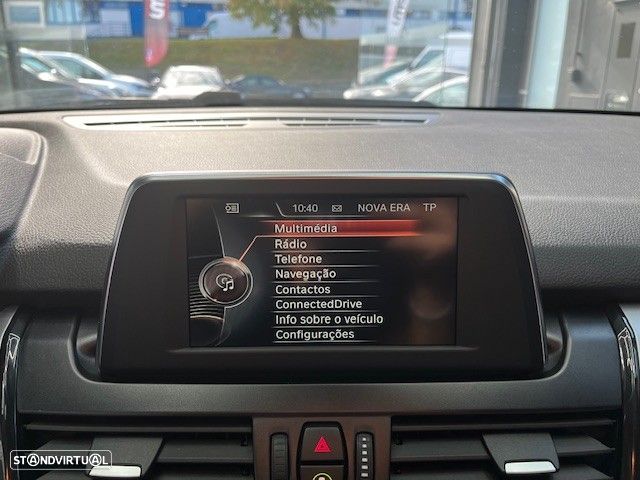 10:40 NOVA ERA TP
Multimédia
Rádio
Telefone
Navegação
Contactos
ConnectedDrive
Info sobre o veículo
Configurações
STANDVIRTUAL